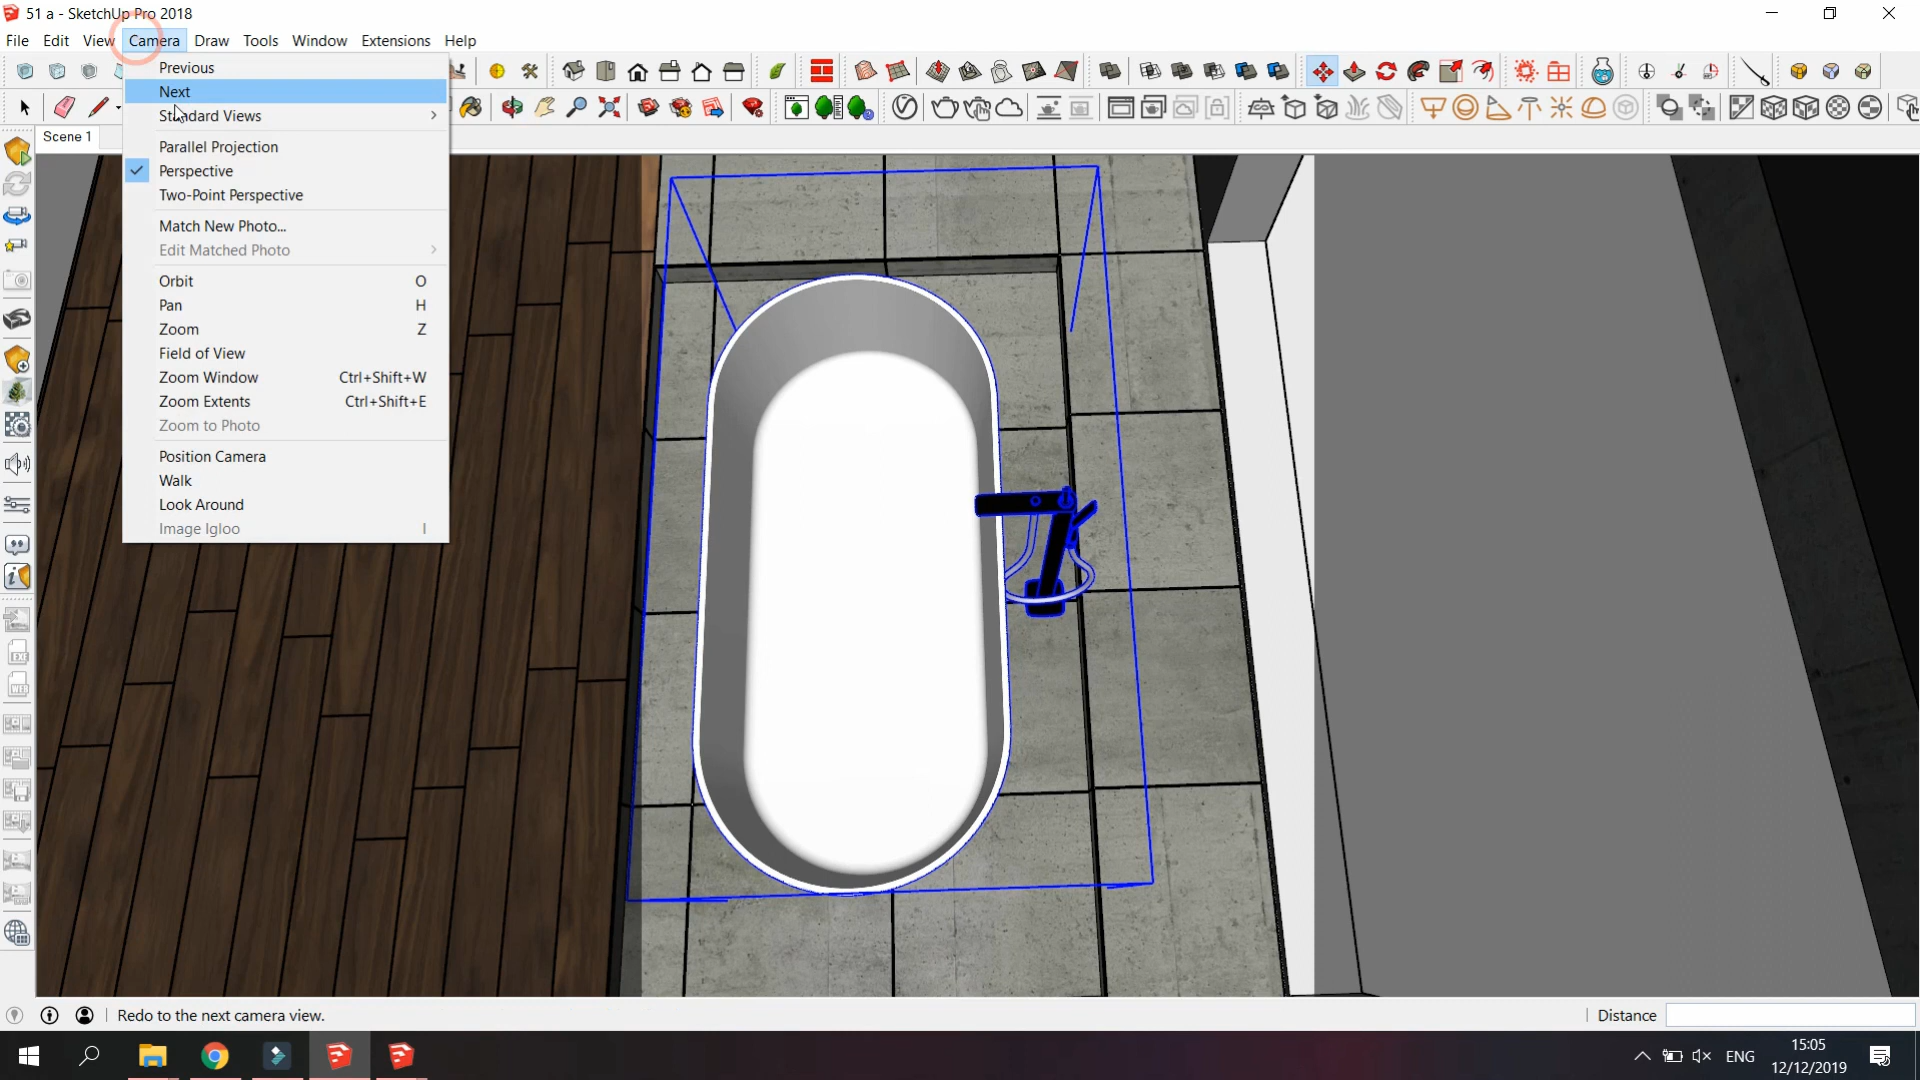 51 a - SketchUp Pro 2018
File Edit View Camera Draw Tools Window Extensions Help
Scene 1
Previous
Next
Standard Views
Parallel Projection
Perspective
Two-Point Perspective
Match New Photo...
Edit Matched Photo
Orbit O
Pan H
Zoom Z
Field of View
Zoom Window Ctrl+Shift+W
Zoom Extents Ctrl+Shift+E
Zoom to Photo
Position Camera
Walk
Look Around
Image Igloo I
EXE
WEB
Redo to the next camera view.
Distance
ENG
15:05
12/12/2019